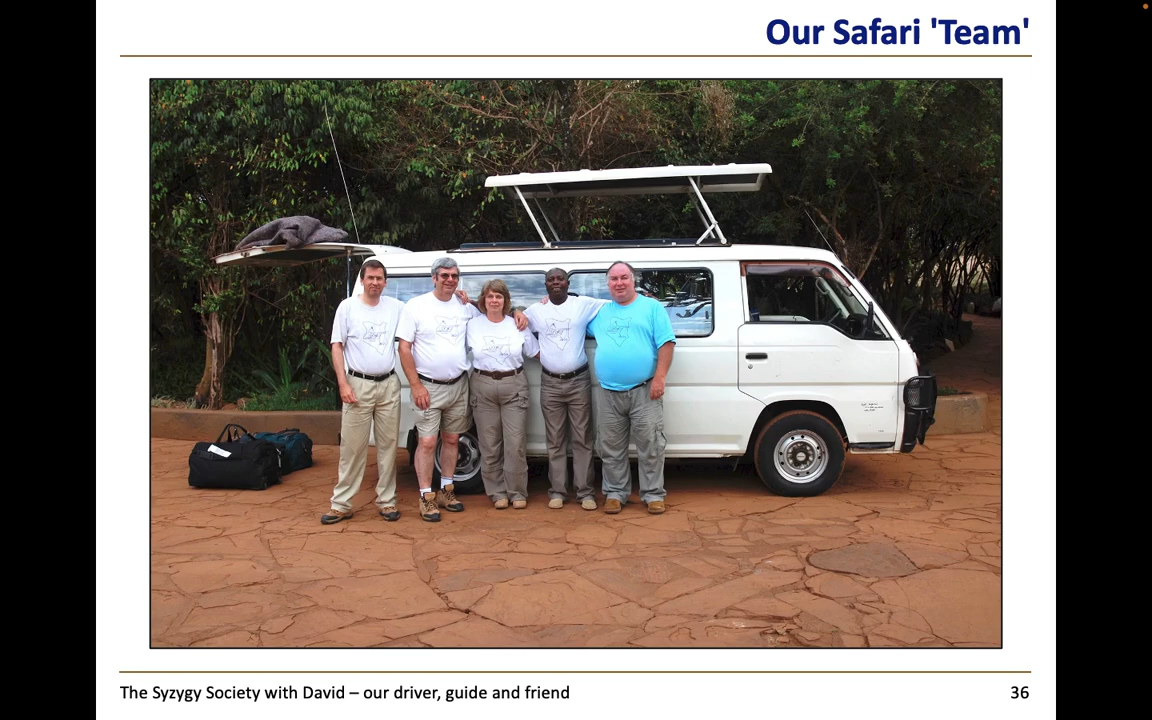 Our Safari 'Team'
The Syzygy Society with David – our driver, guide and friend
36